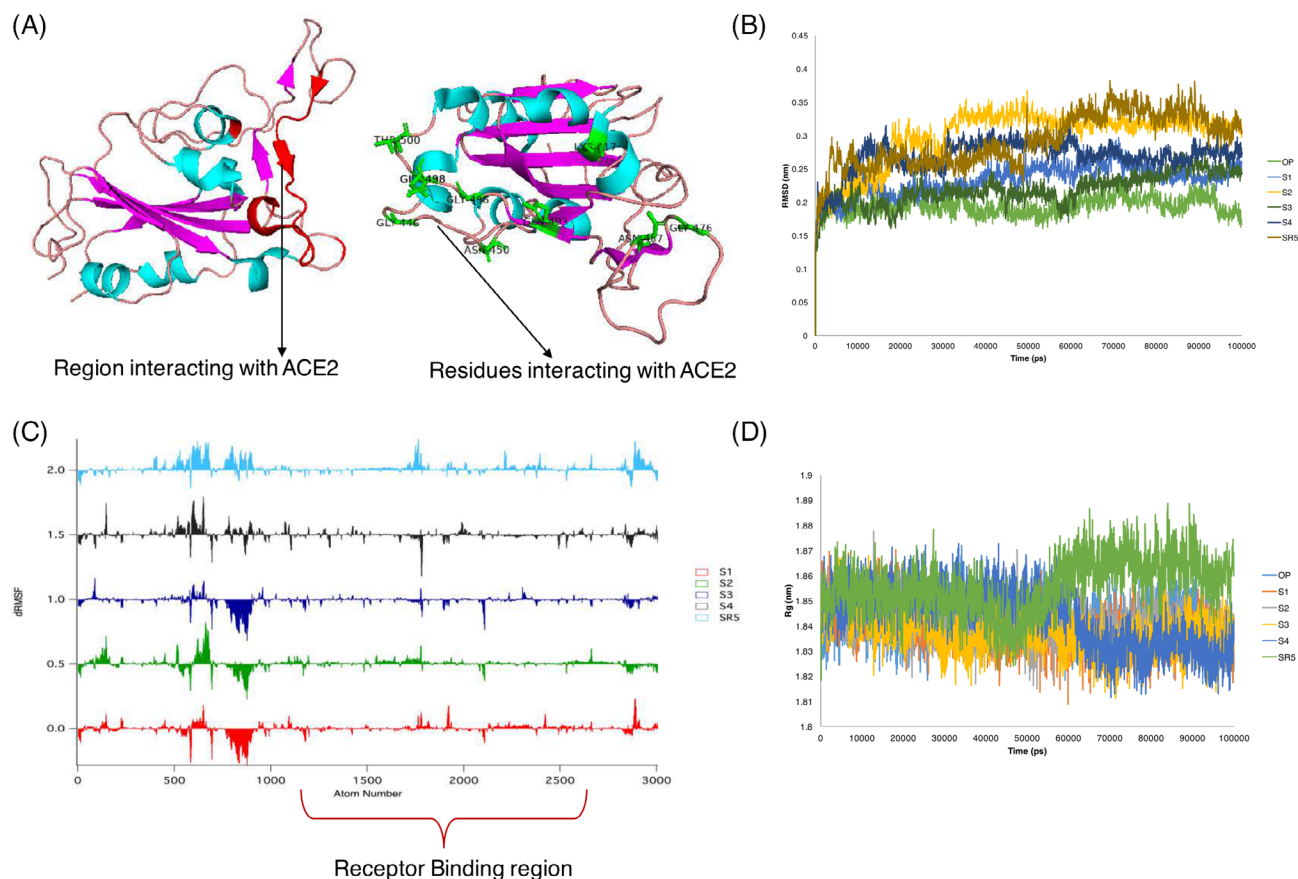 (A)
THR 500
GLY 496
GLY 446
ASN 450
ASN 487
GLY 476
Region interacting with ACE2
Residues interacting with ACE2
(B)
0.45
0.4
0.35
0.3
0.25
0.2
0.15
0.1
0.05
0
RMSD (nm)
0 10000 20000 30000 40000 50000 60000 70000 80000 90000 100000
Time (ps)
OP
S1
S2
S3
S4
SR5
(C)
2.0
1.5
1.0
0.5
0.0
dRMSF
0 500 1000 1500 2000 2500 3000
Atom Number
S1
S2
S3
S4
SR5
Receptor Binding region
(D)
1.9
1.89
1.88
1.87
1.86
1.85
1.84
1.83
1.82
1.81
1.8
Rg (nm)
0 10000 20000 30000 40000 50000 60000 70000 80000 90000 100000
Time (ps)
OP
S1
S2
S3
S4
SR5